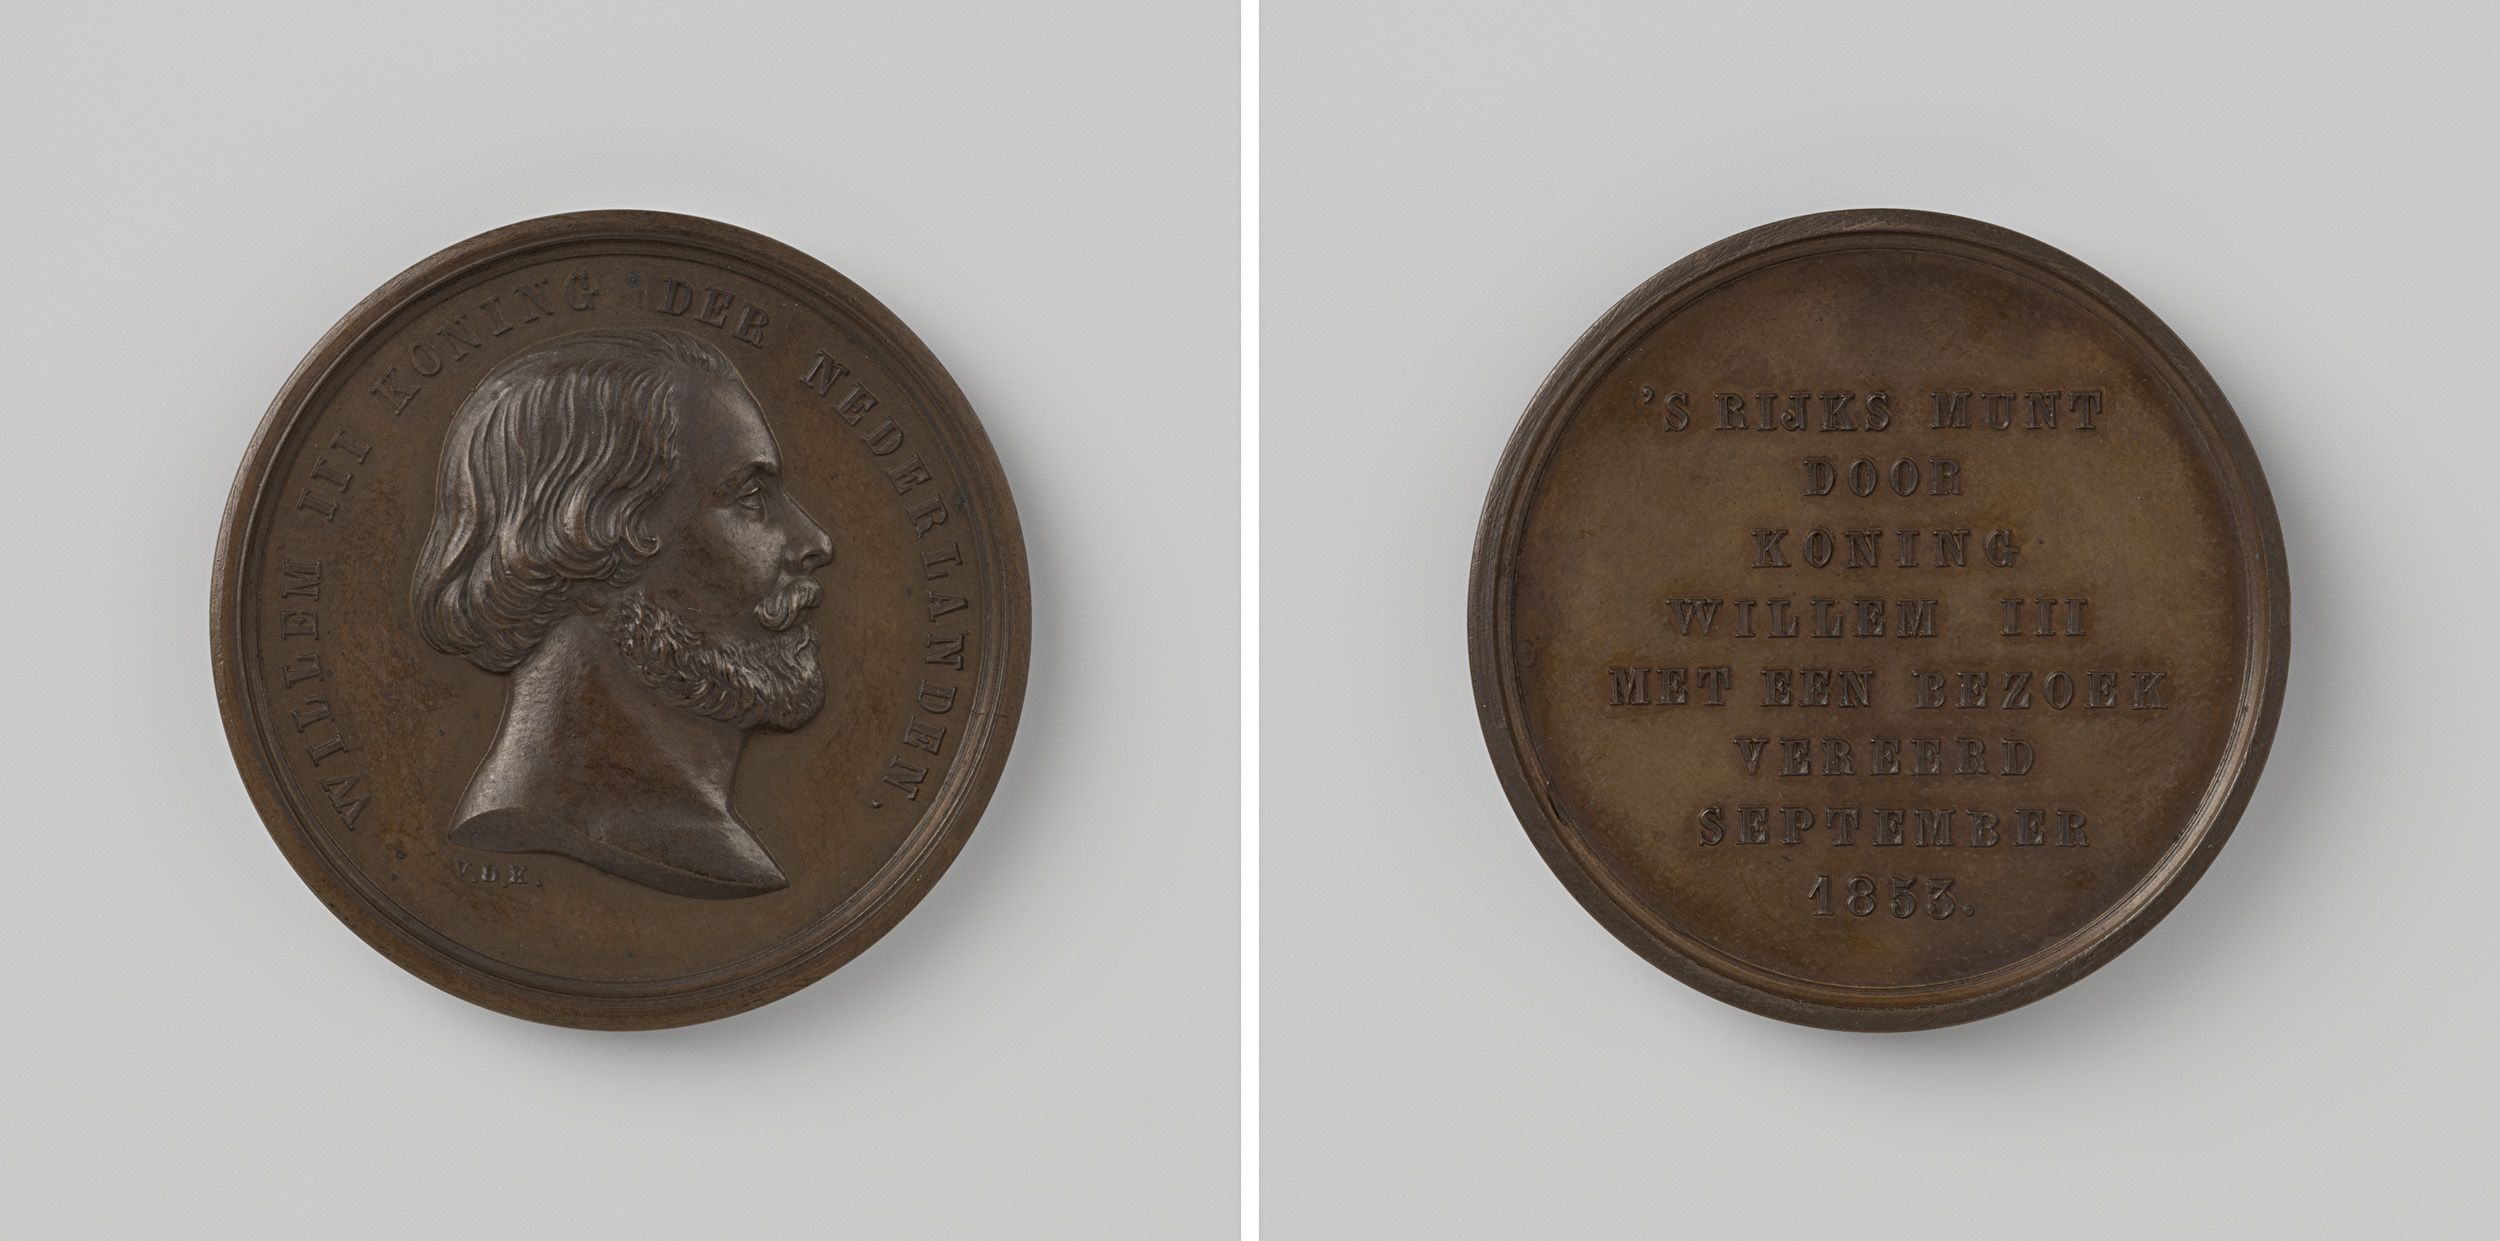 WILLEM III KONING DER NEDERLANDEN.
V.D.K.
'S RIJKS MUNT
DOOR
KONING
WILLEM III
MET EEN BEZOEK
VEREERD
SEPTEMBER
1853.